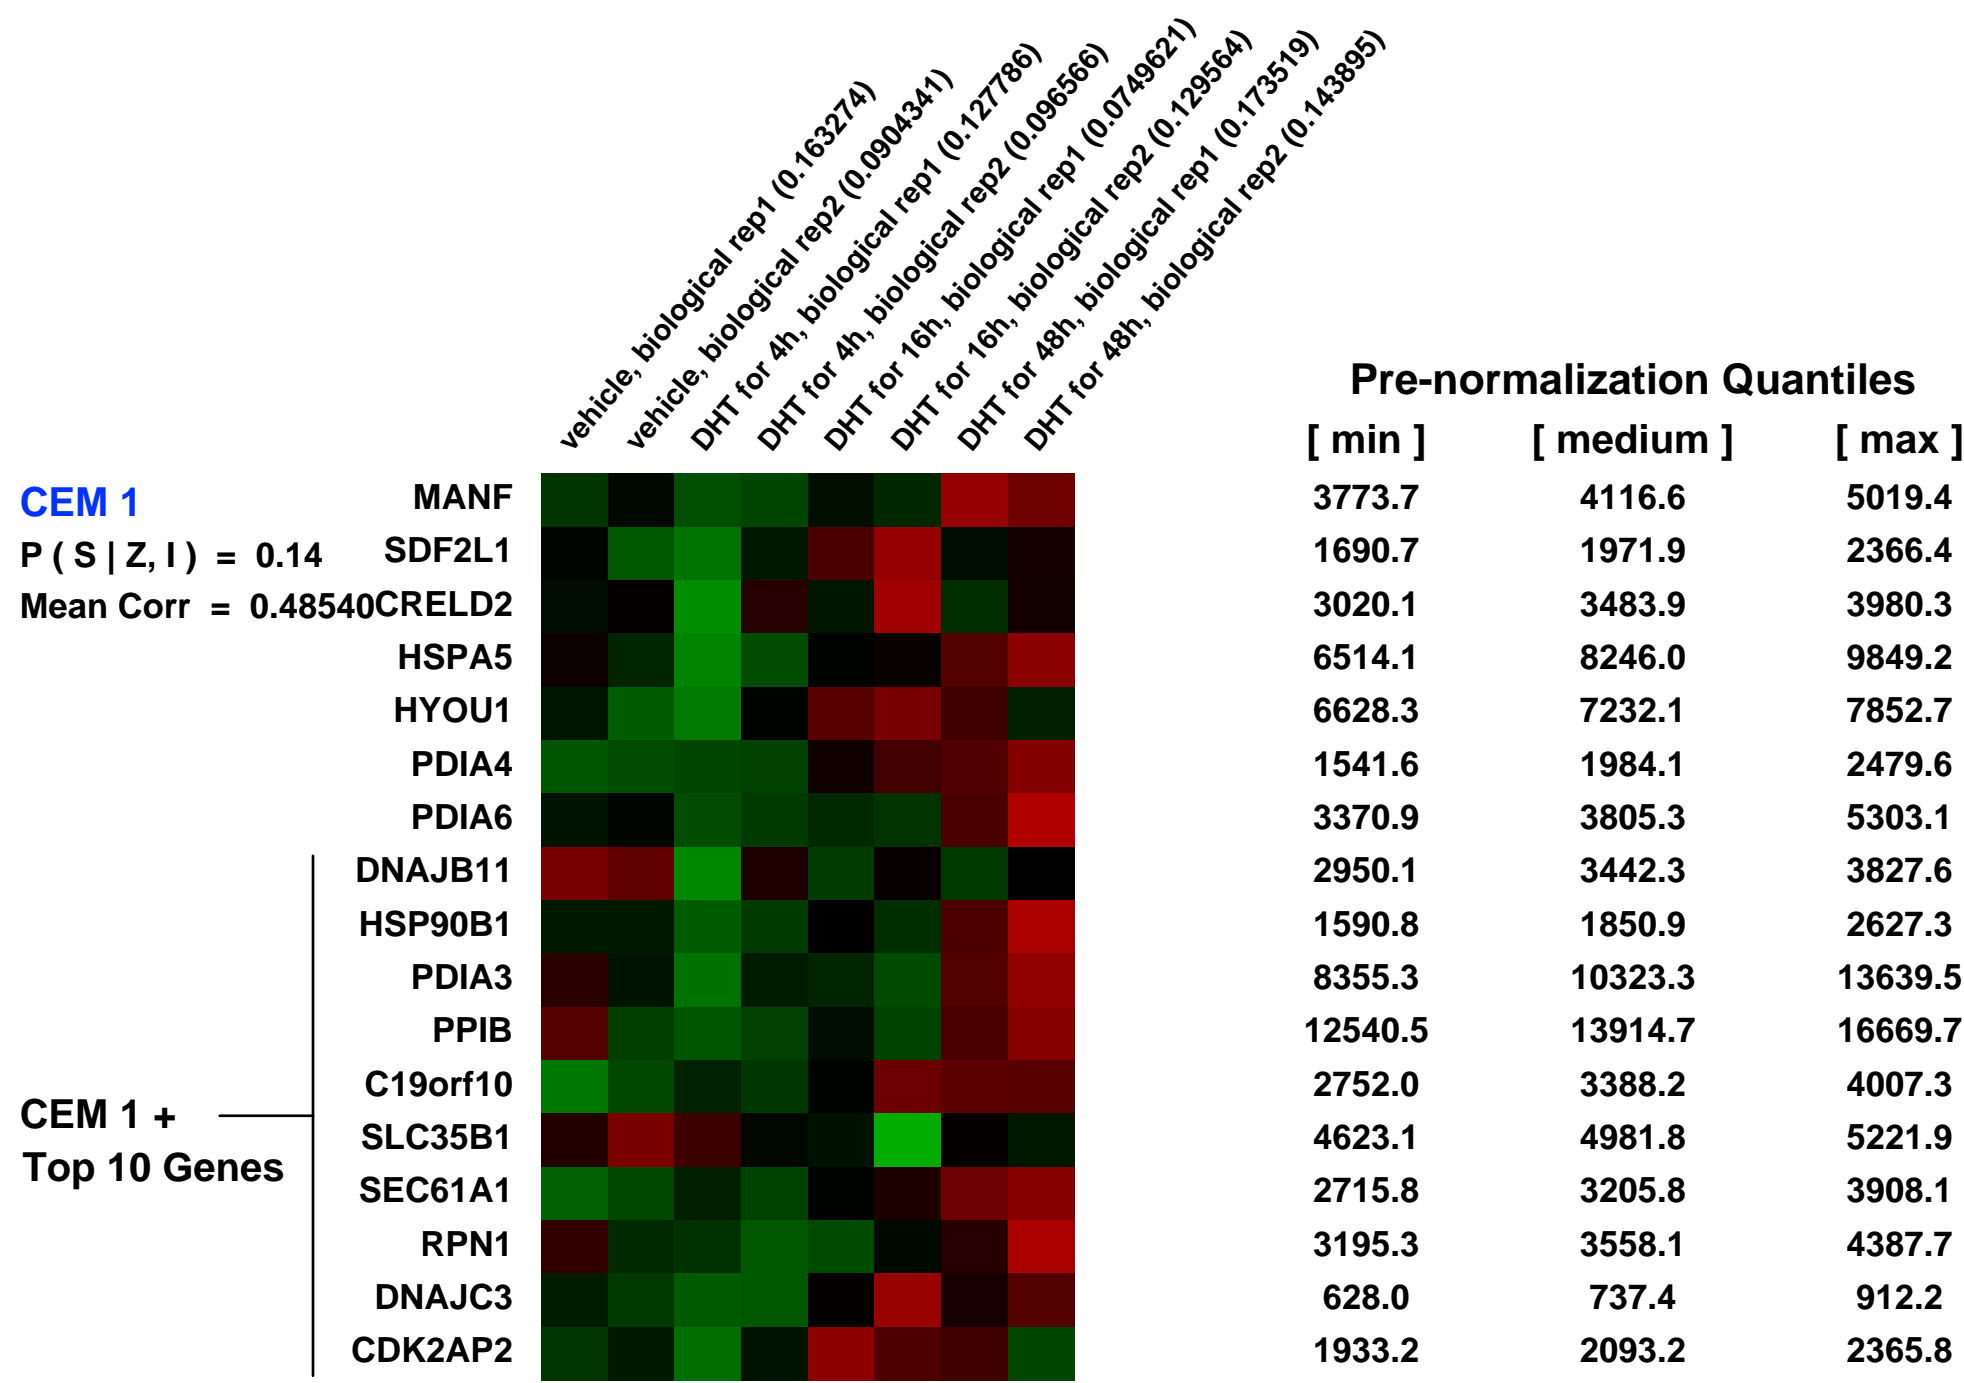 vehicle, biological rep1 (0.163274)
vehicle, biological rep2 (0.0904341)
DHT for 4h, biological rep1 (0.127786)
DHT for 4h, biological rep2 (0.096566)
DHT for 16h, biological rep1 (0.0749621)
DHT for 16h, biological rep2 (0.129564)
DHT for 48h, biological rep1 (0.173519)
DHT for 48h, biological rep2 (0.143895)
Pre-normalization Quantiles
[ min ] [ medium ] [ max ]
CEM 1
P ( S | Z, I ) = 0.14
Mean Corr = 0.48540
MANF 3773.7 4116.6 5019.4
SDF2L1 1690.7 1971.9 2366.4
CRELD2 3020.1 3483.9 3980.3
HSPA5 6514.1 8246.0 9849.2
HYOU1 6628.3 7232.1 7852.7
PDIA4 1541.6 1984.1 2479.6
PDIA6 3370.9 3805.3 5303.1
DNAJB11 2950.1 3442.3 3827.6
HSP90B1 1590.8 1850.9 2627.3
PDIA3 8355.3 10323.3 13639.5
PPIB 12540.5 13914.7 16669.7
C19orf10 2752.0 3388.2 4007.3
SLC35B1 4623.1 4981.8 5221.9
SEC61A1 2715.8 3205.8 3908.1
RPN1 3195.3 3558.1 4387.7
DNAJC3 628.0 737.4 912.2
CDK2AP2 1933.2 2093.2 2365.8
CEM 1 +
Top 10 Genes